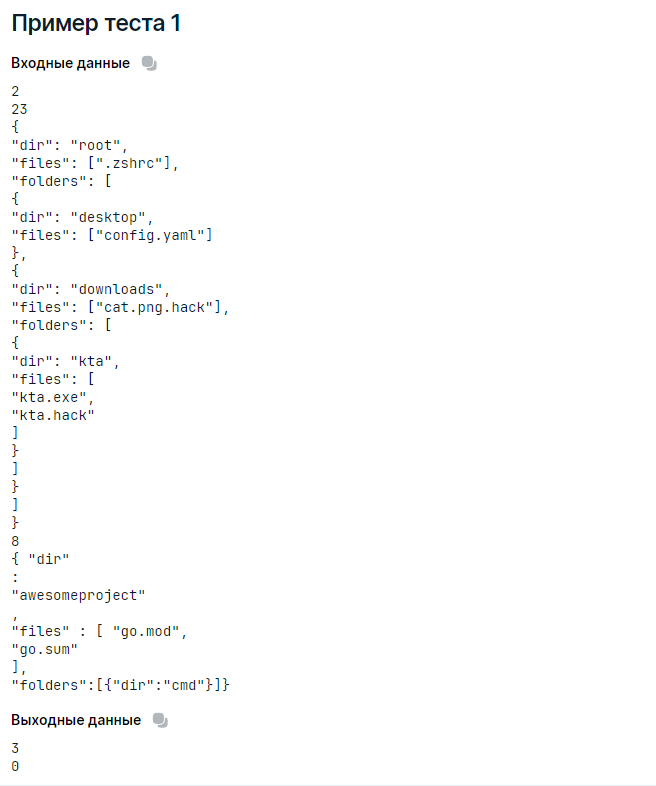 Пример теста 1
Входные данные
2
23
{
"dir": "root",
"files": [".zshrc"],
"folders": [
{
"dir": "desktop",
"files": ["config.yaml"]
},
{
"dir": "downloads",
"files": ["cat.png.hack"],
"folders": [
{
"dir": "kta",
"files": [
"kta.exe",
"kta.hack"
]
}
]
}
]
}
8
{ "dir"
:
"awesomeproject"
,
"files" : [ "go.mod",
"go.sum"
],
"folders":[{"dir":"cmd"}]}
Выходные данные
3
0